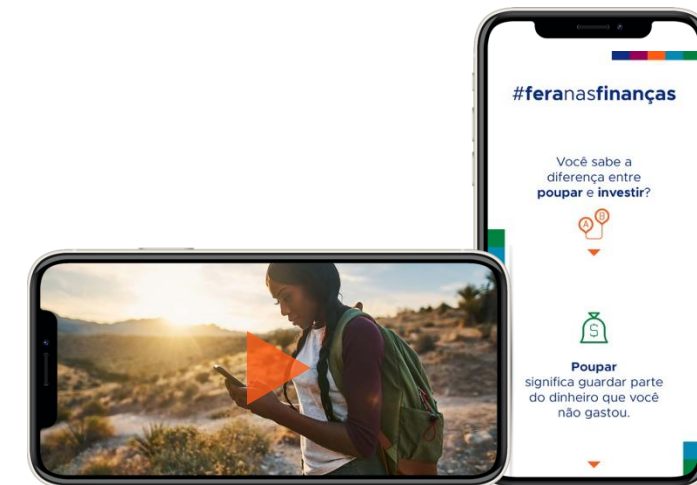 #feranasfinanças
Você sabe a
diferença entre
poupar e investir?
A B
S
Poupar
significa guardar parte
do dinheiro que você
não gastou.